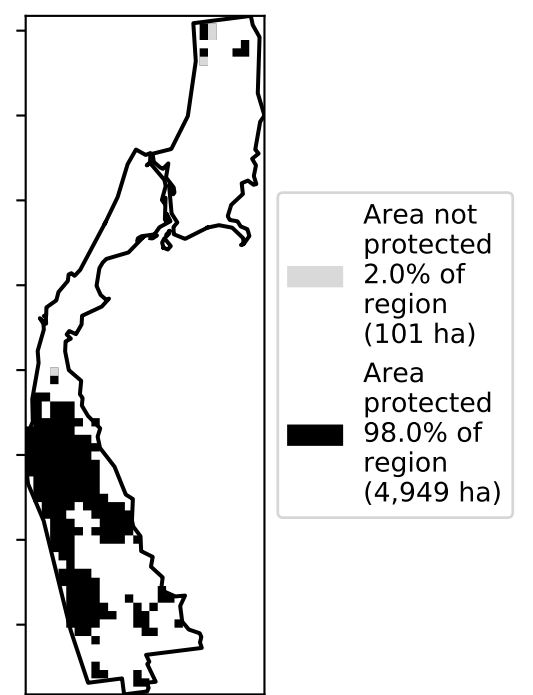 Area not
protected
2.0% of
region
(101 ha)
Area
protected
98.0% of
region
(4,949 ha)